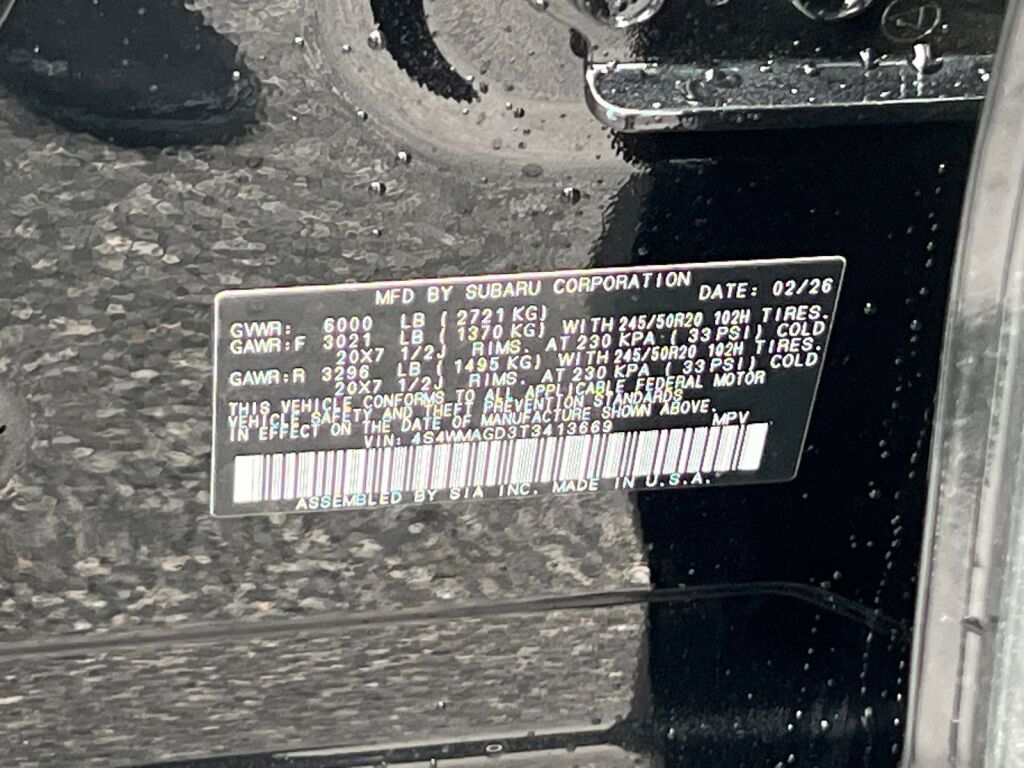 MFD BY SUBARU CORPORATION DATE: 02/26
GVWR: 6000 LB ( 2721 KG)
GAWR:F 3021 LB ( 1370 KG) WITH 245/50R20 102H TIRES.
20X7 1/2J RIMS. AT 230 KPA ( 33 PSI) COLD
GAWR:R 3296 LB ( 1495 KG) WITH 245/50R20 102H TIRES.
20X7 1/2J RIMS. AT 230 KPA ( 33 PSI) COLD
THIS VEHICLE CONFORMS TO ALL APPLICABLE FEDERAL MOTOR
VEHICLE SAFETY AND THEFT PREVENTION STANDARDS
IN EFFECT ON THE DATE OF MANUFACTURE SHOWN ABOVE.
VIN: 4S4WMAGD3T3413669 MPV
ASSEMBLED BY SIA INC. MADE IN U.S.A.